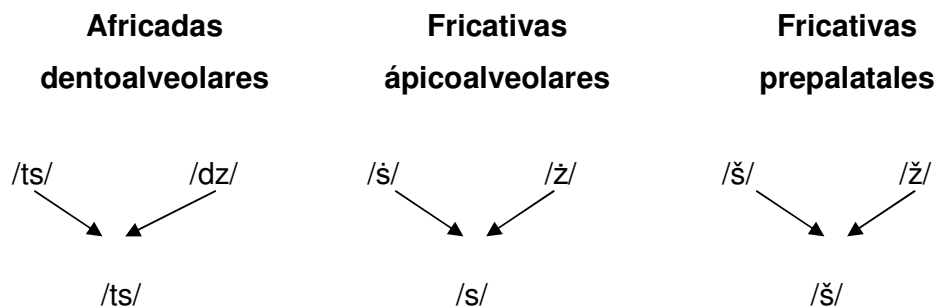 Africadas dentoalveolares
Fricativas ápicoalveolares
Fricativas prepalatales
/ts/ /dz/ /ṡ/ /ż/ /š/ /ž/
/ts/ /s/ /š/